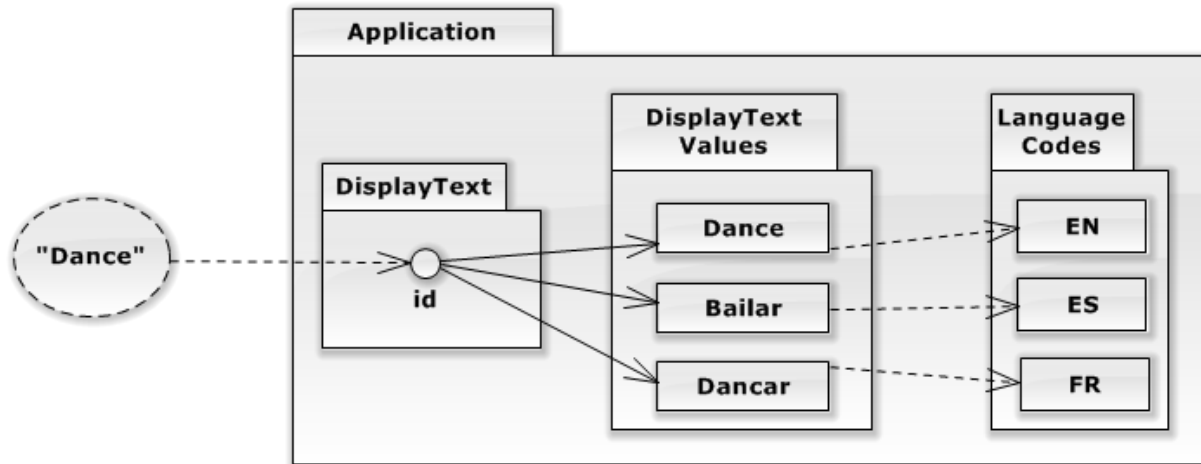 Application
"Dance"
DisplayText
id
DisplayText
Values
Dance
Bailar
Dancar
Language
Codes
EN
ES
FR